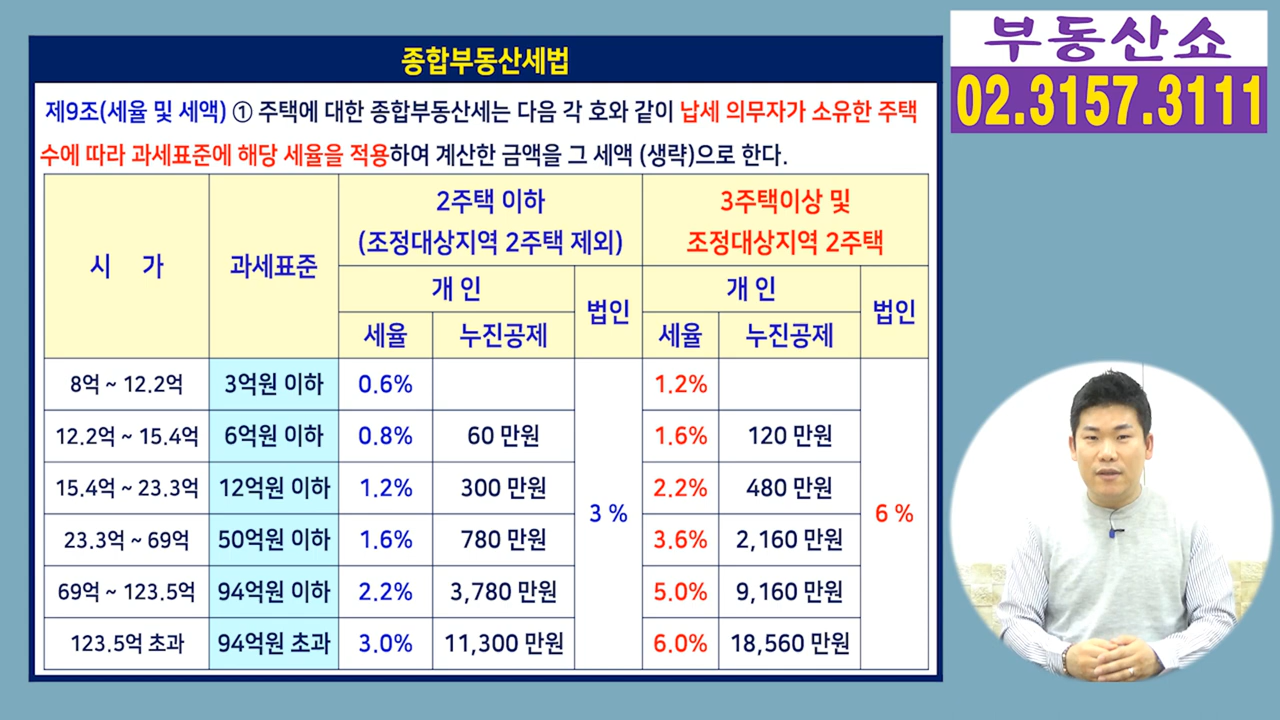 부동산쇼
02.3157.3111
종합부동산세법
제9조(세율 및 세액) ① 주택에 대한 종합부동산세는 다음 각 호와 같이 납세 의무자가 소유한 주택
수에 따라 과세표준에 해당 세율을 적용하여 계산한 금액을 그 세액 (생략)으로 한다.
시 가 과세표준 2주택 이하 (조정대상지역 2주택 제외) 3주택이상 및 조정대상지역 2주택
개 인 법인 개 인 법인
세율 누진공제 세율 누진공제
8억 ~ 12.2억 3억원 이하 0.6% 1.2%
12.2억 ~ 15.4억 6억원 이하 0.8% 60 만원 1.6% 120 만원
15.4억 ~ 23.3억 12억원 이하 1.2% 300 만원 2.2% 480 만원
3 % 6 %
23.3억 ~ 69억 50억원 이하 1.6% 780 만원 3.6% 2,160 만원
69억 ~ 123.5억 94억원 이하 2.2% 3,780 만원 5.0% 9,160 만원
123.5억 초과 94억원 초과 3.0% 11,300 만원 6.0% 18,560 만원